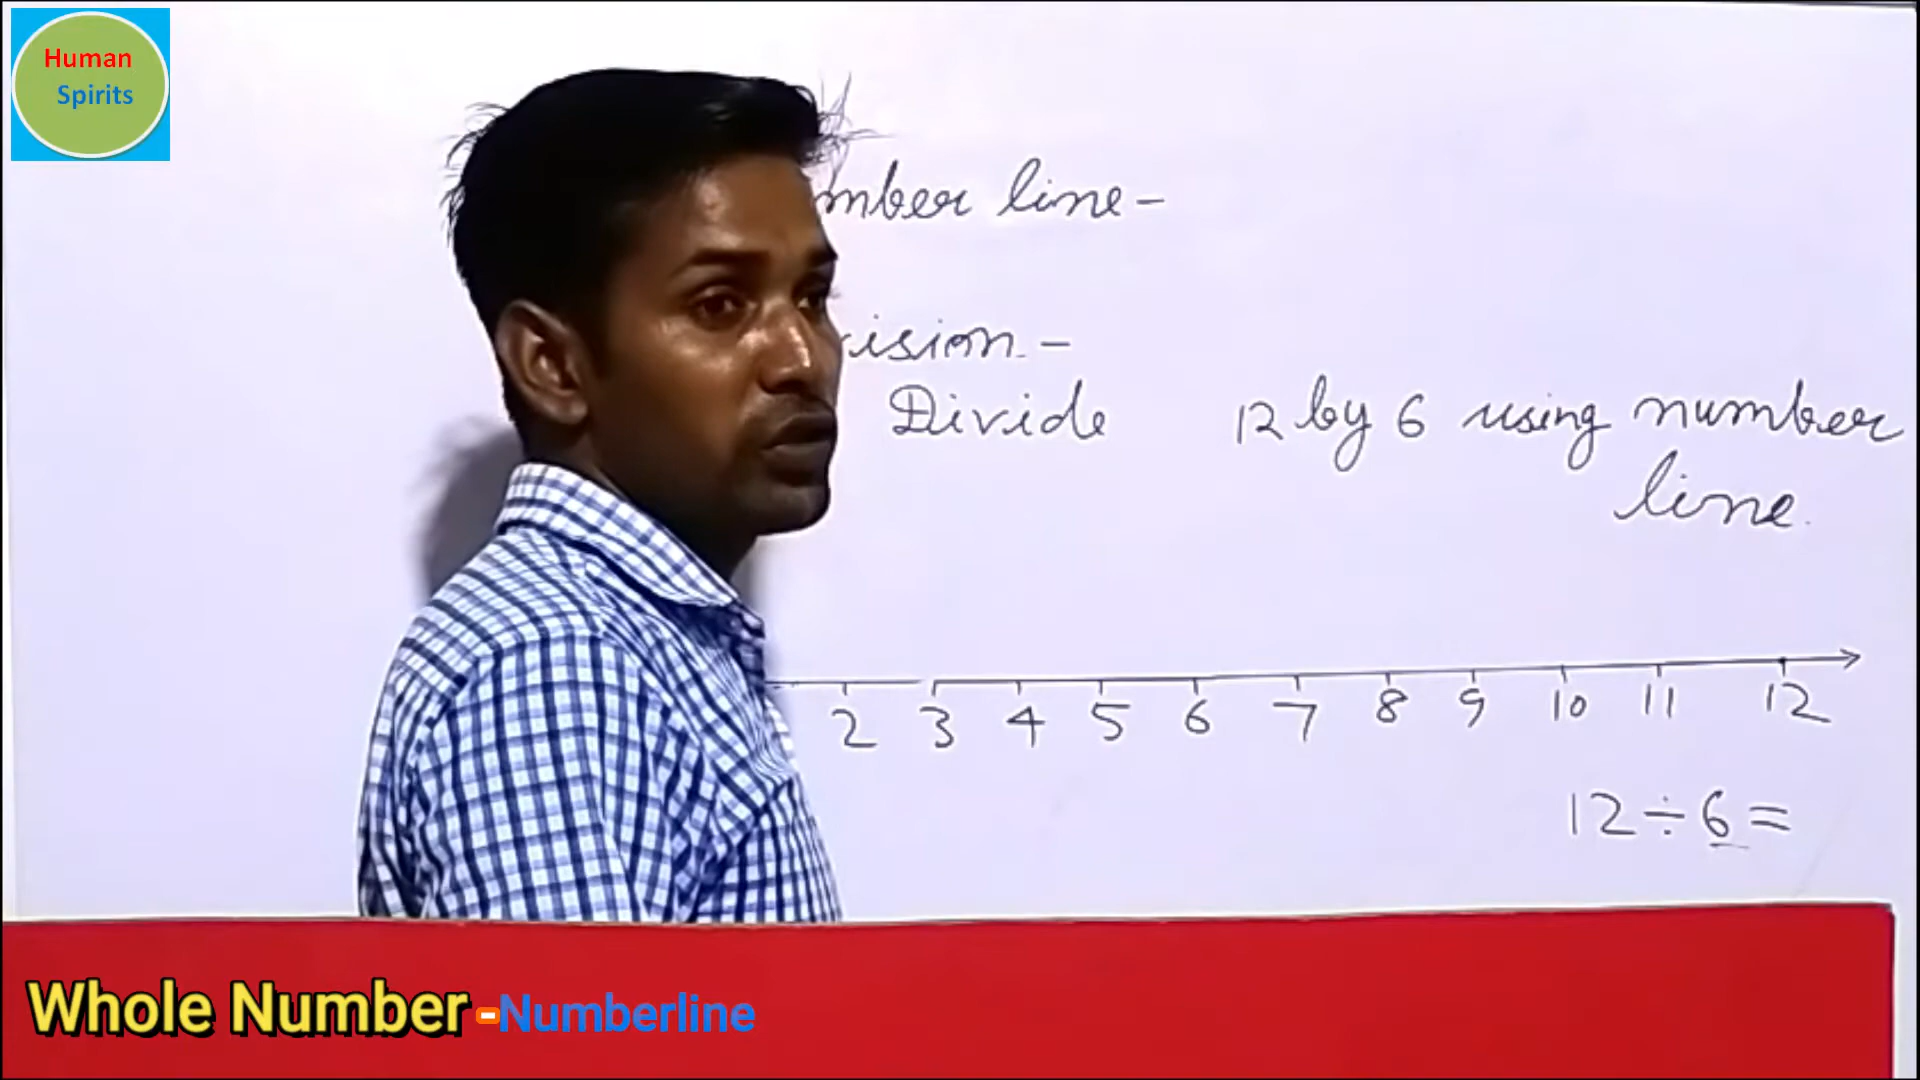 Human
Spirits
mber line-
ision-
Divide 12 by 6 using number
line.
2 3 4 5 6 7 8 9 10 11 12
12÷6=
Whole Number -Numberline